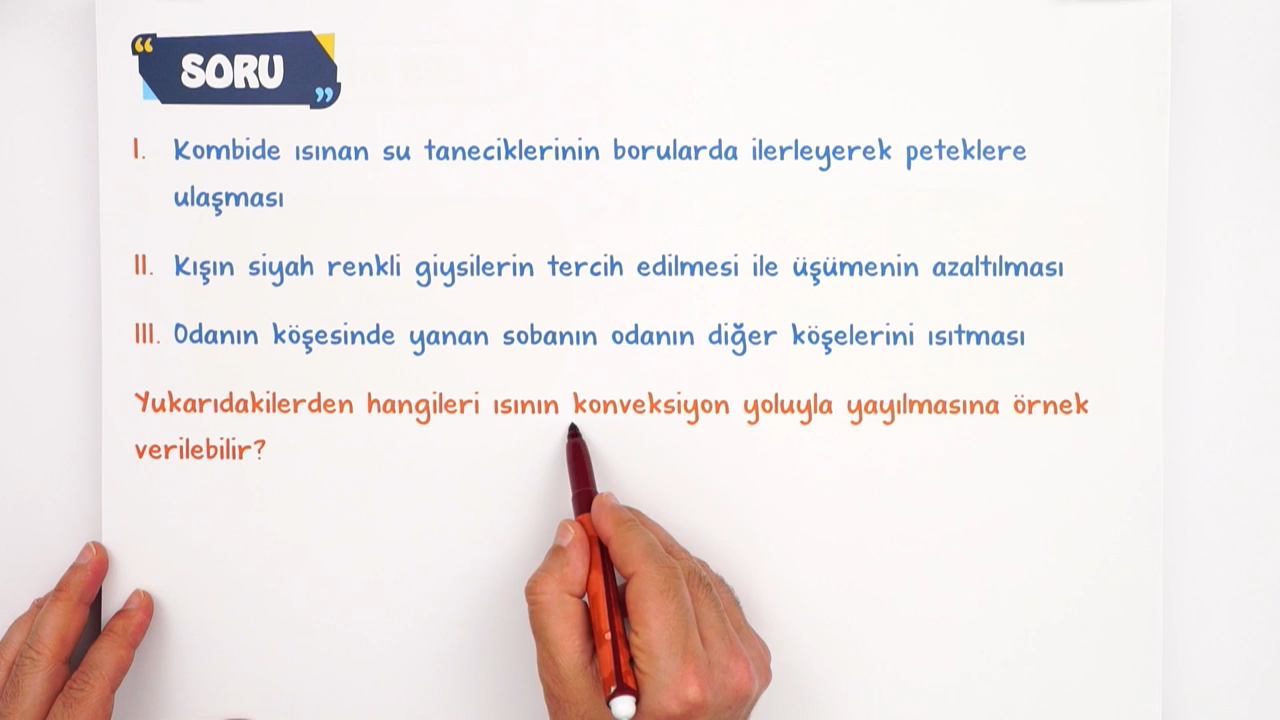 SORU
I. Kombide ısınan su taneciklerinin borularda ilerleyerek peteklere
ulaşması
II. Kışın siyah renkli giysilerin tercih edilmesi ile üşümenin azaltılması
III. Odanın köşesinde yanan sobanın odanın diğer köşelerini ısıtması
Yukarıdakilerden hangileri ısının konveksiyon yoluyla yayılmasına örnek
verilebilir?